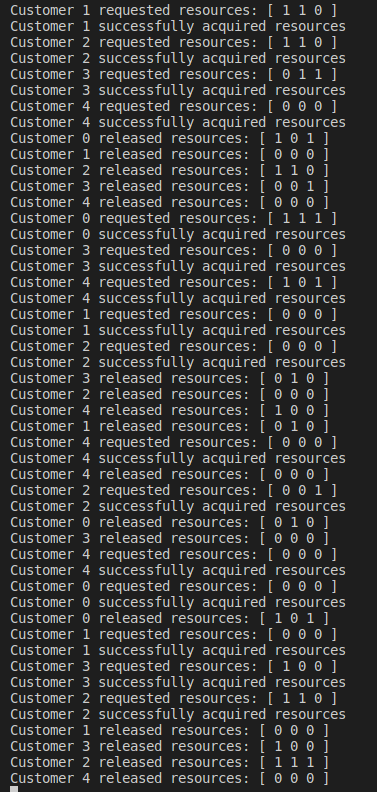 Customer 1 requested resources: [ 1 1 0 ]
Customer 1 successfully acquired resources
Customer 2 requested resources: [ 1 1 0 ]
Customer 2 successfully acquired resources
Customer 3 requested resources: [ 0 1 1 ]
Customer 3 successfully acquired resources
Customer 4 requested resources: [ 0 0 0 ]
Customer 4 successfully acquired resources
Customer 0 released resources: [ 1 0 1 ]
Customer 1 released resources: [ 0 0 0 ]
Customer 2 released resources: [ 1 1 0 ]
Customer 3 released resources: [ 0 0 1 ]
Customer 4 released resources: [ 0 0 0 ]
Customer 0 requested resources: [ 1 1 1 ]
Customer 0 successfully acquired resources
Customer 3 requested resources: [ 0 0 0 ]
Customer 3 successfully acquired resources
Customer 4 requested resources: [ 1 0 1 ]
Customer 4 successfully acquired resources
Customer 1 requested resources: [ 0 0 0 ]
Customer 1 successfully acquired resources
Customer 2 requested resources: [ 0 0 0 ]
Customer 2 successfully acquired resources
Customer 3 released resources: [ 0 1 0 ]
Customer 2 released resources: [ 0 0 0 ]
Customer 4 released resources: [ 1 0 0 ]
Customer 1 released resources: [ 0 1 0 ]
Customer 4 requested resources: [ 0 0 0 ]
Customer 4 successfully acquired resources
Customer 4 released resources: [ 0 0 0 ]
Customer 2 requested resources: [ 0 0 1 ]
Customer 2 successfully acquired resources
Customer 0 released resources: [ 0 1 0 ]
Customer 3 released resources: [ 0 0 0 ]
Customer 4 requested resources: [ 0 0 0 ]
Customer 4 successfully acquired resources
Customer 0 requested resources: [ 0 0 0 ]
Customer 0 successfully acquired resources
Customer 0 released resources: [ 1 0 1 ]
Customer 1 requested resources: [ 0 0 0 ]
Customer 1 successfully acquired resources
Customer 3 requested resources: [ 1 0 0 ]
Customer 3 successfully acquired resources
Customer 2 requested resources: [ 1 1 0 ]
Customer 2 successfully acquired resources
Customer 1 released resources: [ 0 0 0 ]
Customer 3 released resources: [ 1 0 0 ]
Customer 2 released resources: [ 1 1 1 ]
Customer 4 released resources: [ 0 0 0 ]